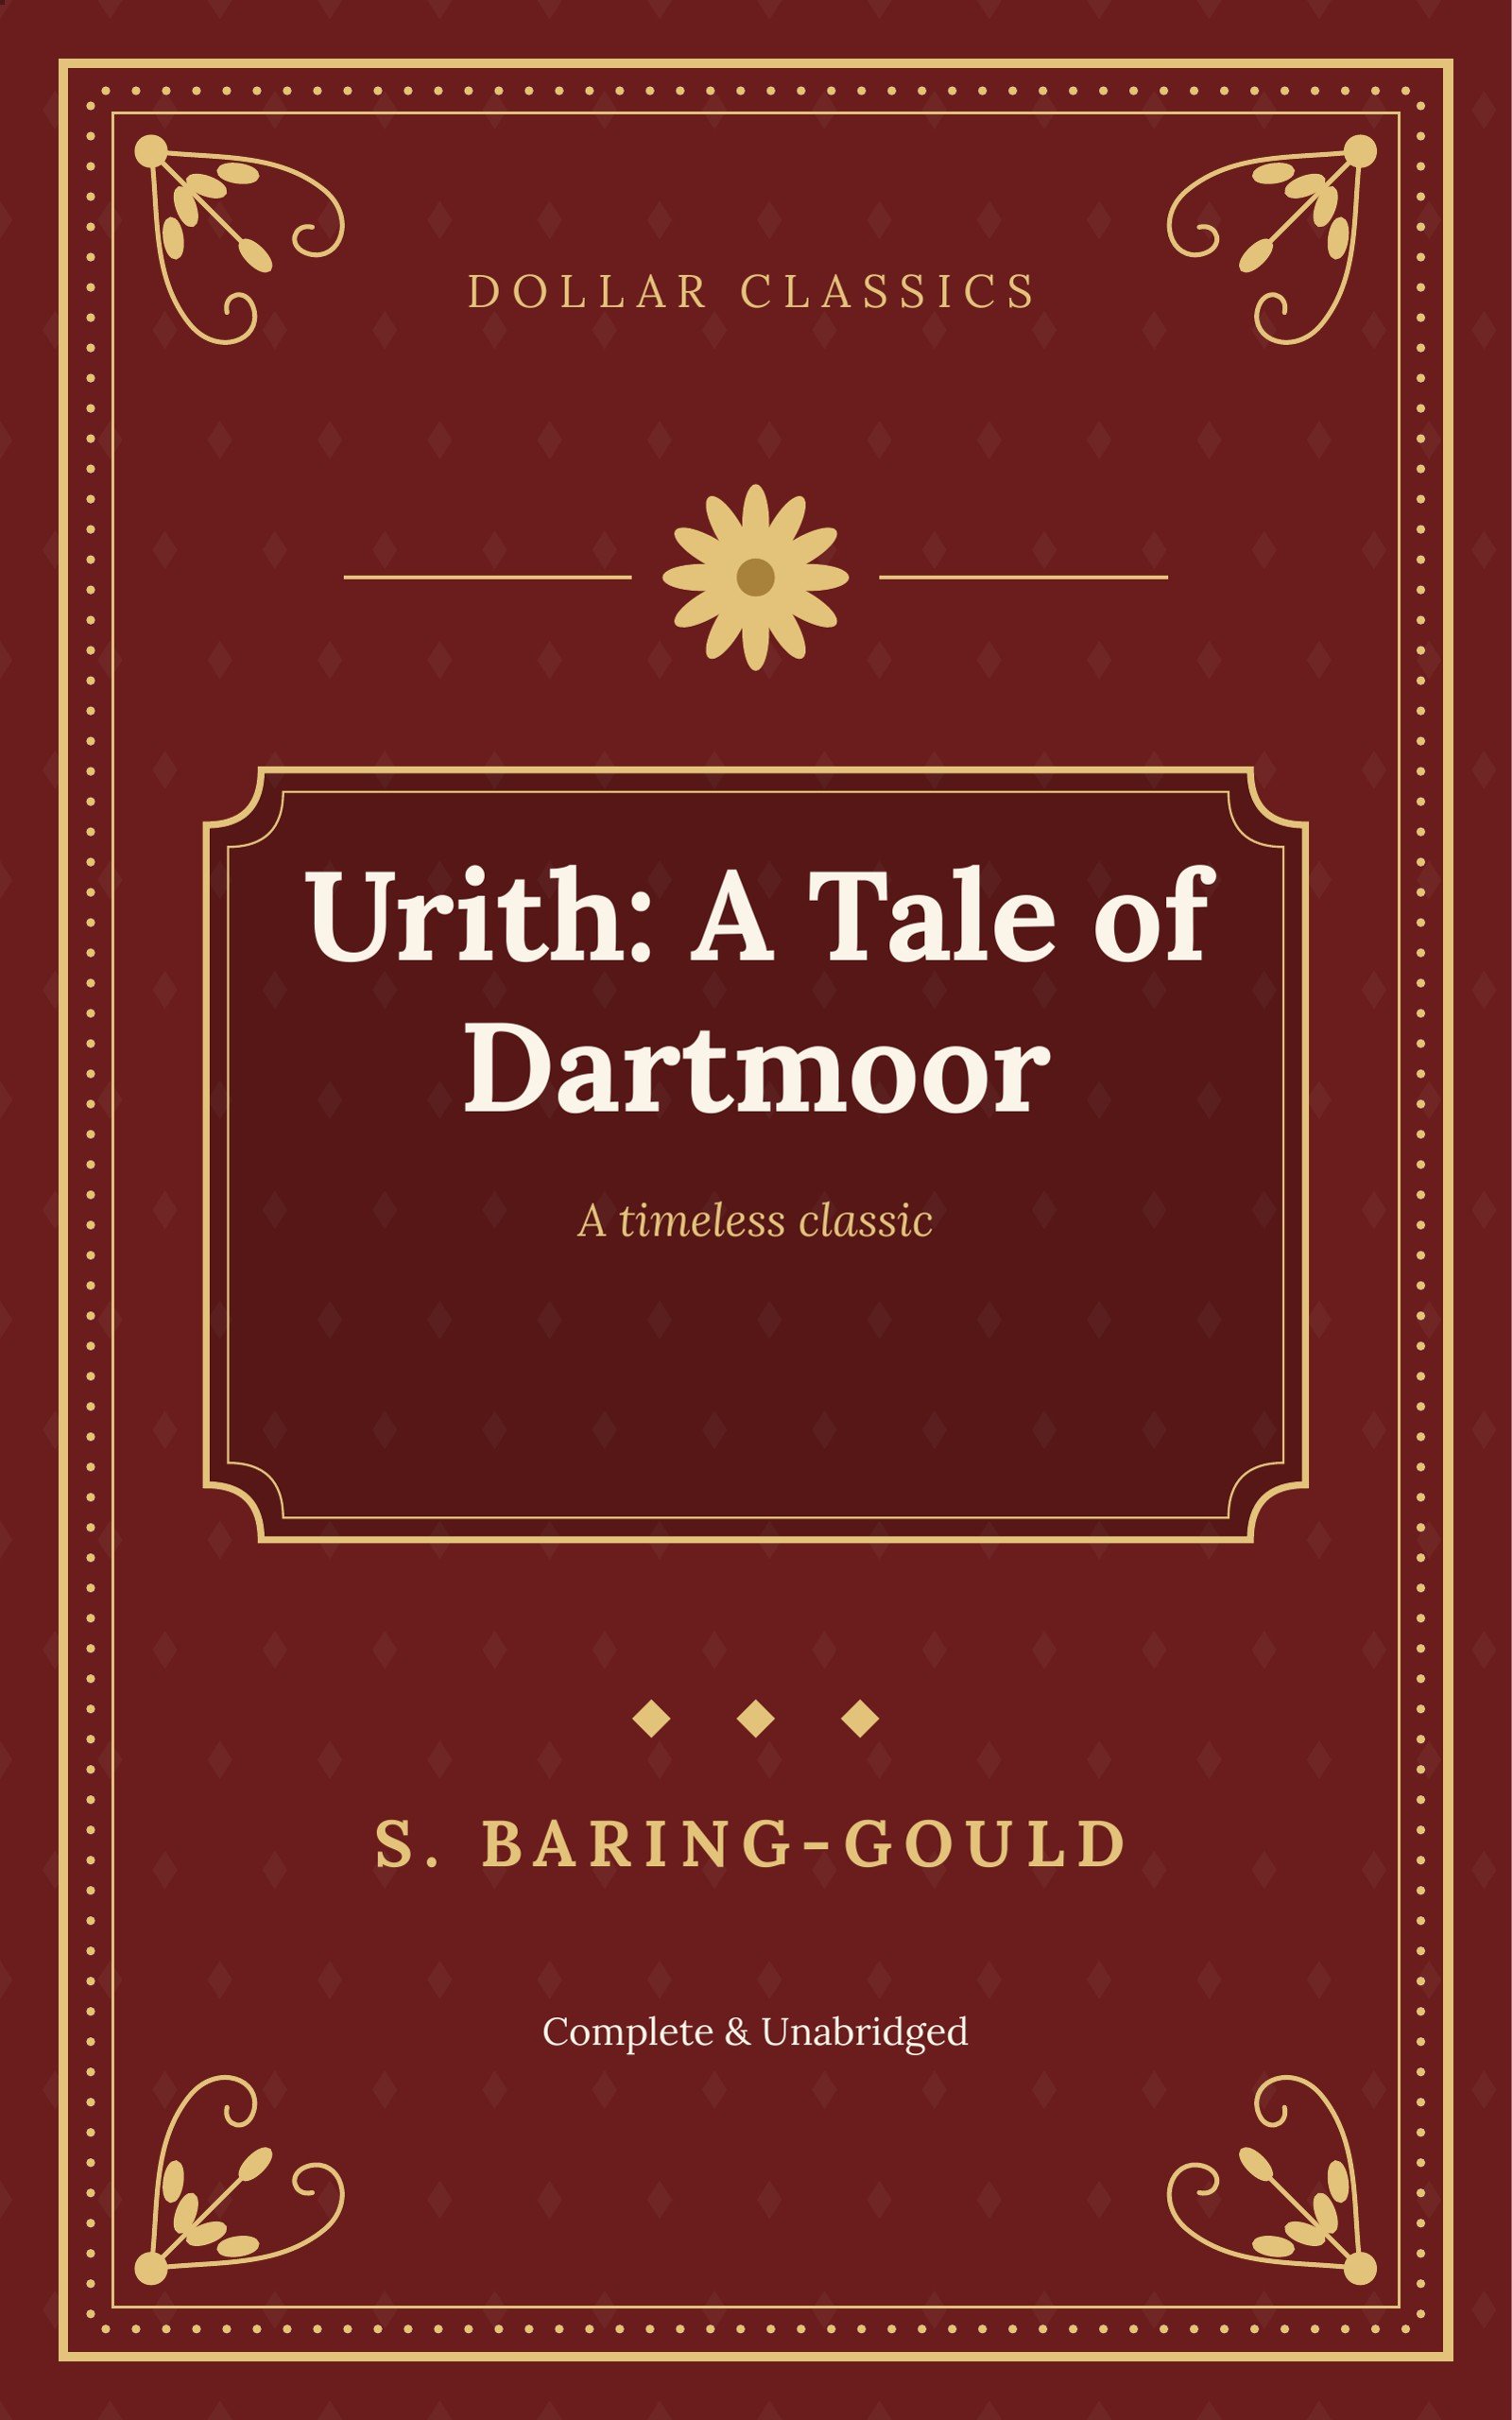 DOLLAR CLASSICS
Urith: A Tale of
Dartmoor
A timeless classic
S. BARING-GOULD
Complete & Unabridged